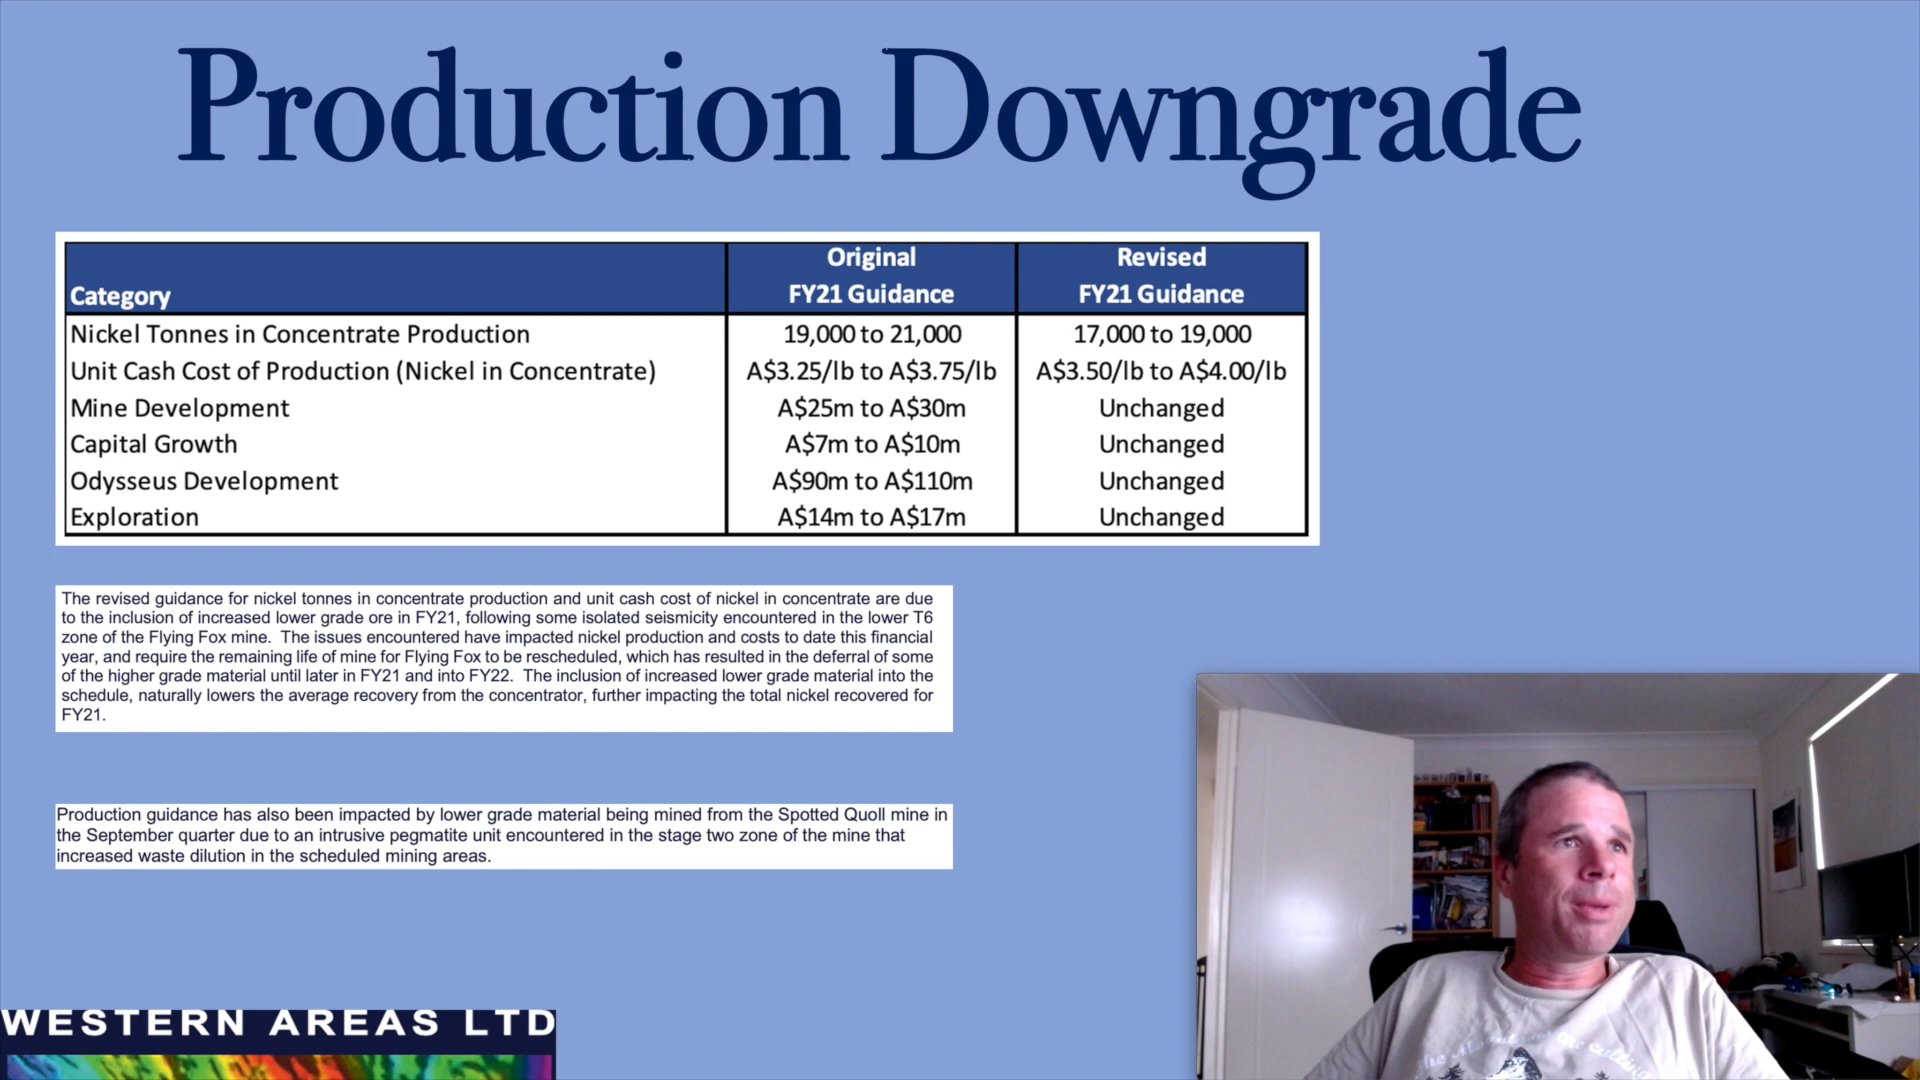 Production Downgrade
Category
Original
FY21 Guidance
Revised
FY21 Guidance
Nickel Tonnes in Concentrate Production 19,000 to 21,000 17,000 to 19,000
Unit Cash Cost of Production (Nickel in Concentrate) A$3.25/lb to A$3.75/lb A$3.50/lb to A$4.00/lb
Mine Development A$25m to A$30m Unchanged
Capital Growth A$7m to A$10m Unchanged
Odysseus Development A$90m to A$110m Unchanged
Exploration A$14m to A$17m Unchanged
The revised guidance for nickel tonnes in concentrate production and unit cash cost of nickel in concentrate are due
to the inclusion of increased lower grade ore in FY21, following some isolated seismicity encountered in the lower T6
zone of the Flying Fox mine. The issues encountered have impacted nickel production and costs to date this financial
year, and require the remaining life of mine for Flying Fox to be rescheduled, which has resulted in the deferral of some
of the higher grade material until later in FY21 and into FY22. The inclusion of increased lower grade material into the
schedule, naturally lowers the average recovery from the concentrator, further impacting the total nickel recovered for
FY21.
Production guidance has also been impacted by lower grade material being mined from the Spotted Quoll mine in
the September quarter due to an intrusive pegmatite unit encountered in the stage two zone of the mine that
increased waste dilution in the scheduled mining areas.
WESTERN AREAS LTD